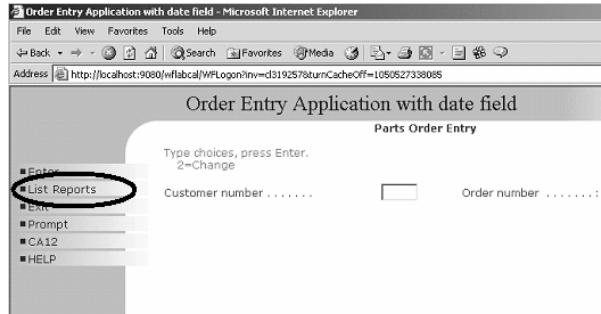 Order Entry Application with date field - Microsoft Internet Explorer
File Edit View Favorites Tools Help
Back Search Favorites Media
Address http://localhost:9080/wflabcal/WFLogon?inv=cl319257&turnCacheOff=1050527338085
Order Entry Application with date field
Parts Order Entry
Type choices, press Enter.
2=Change
Enter
List Reports
Customer number . . . . . . . Order number . . . . . . . :
Exit
Prompt
CA12
HELP